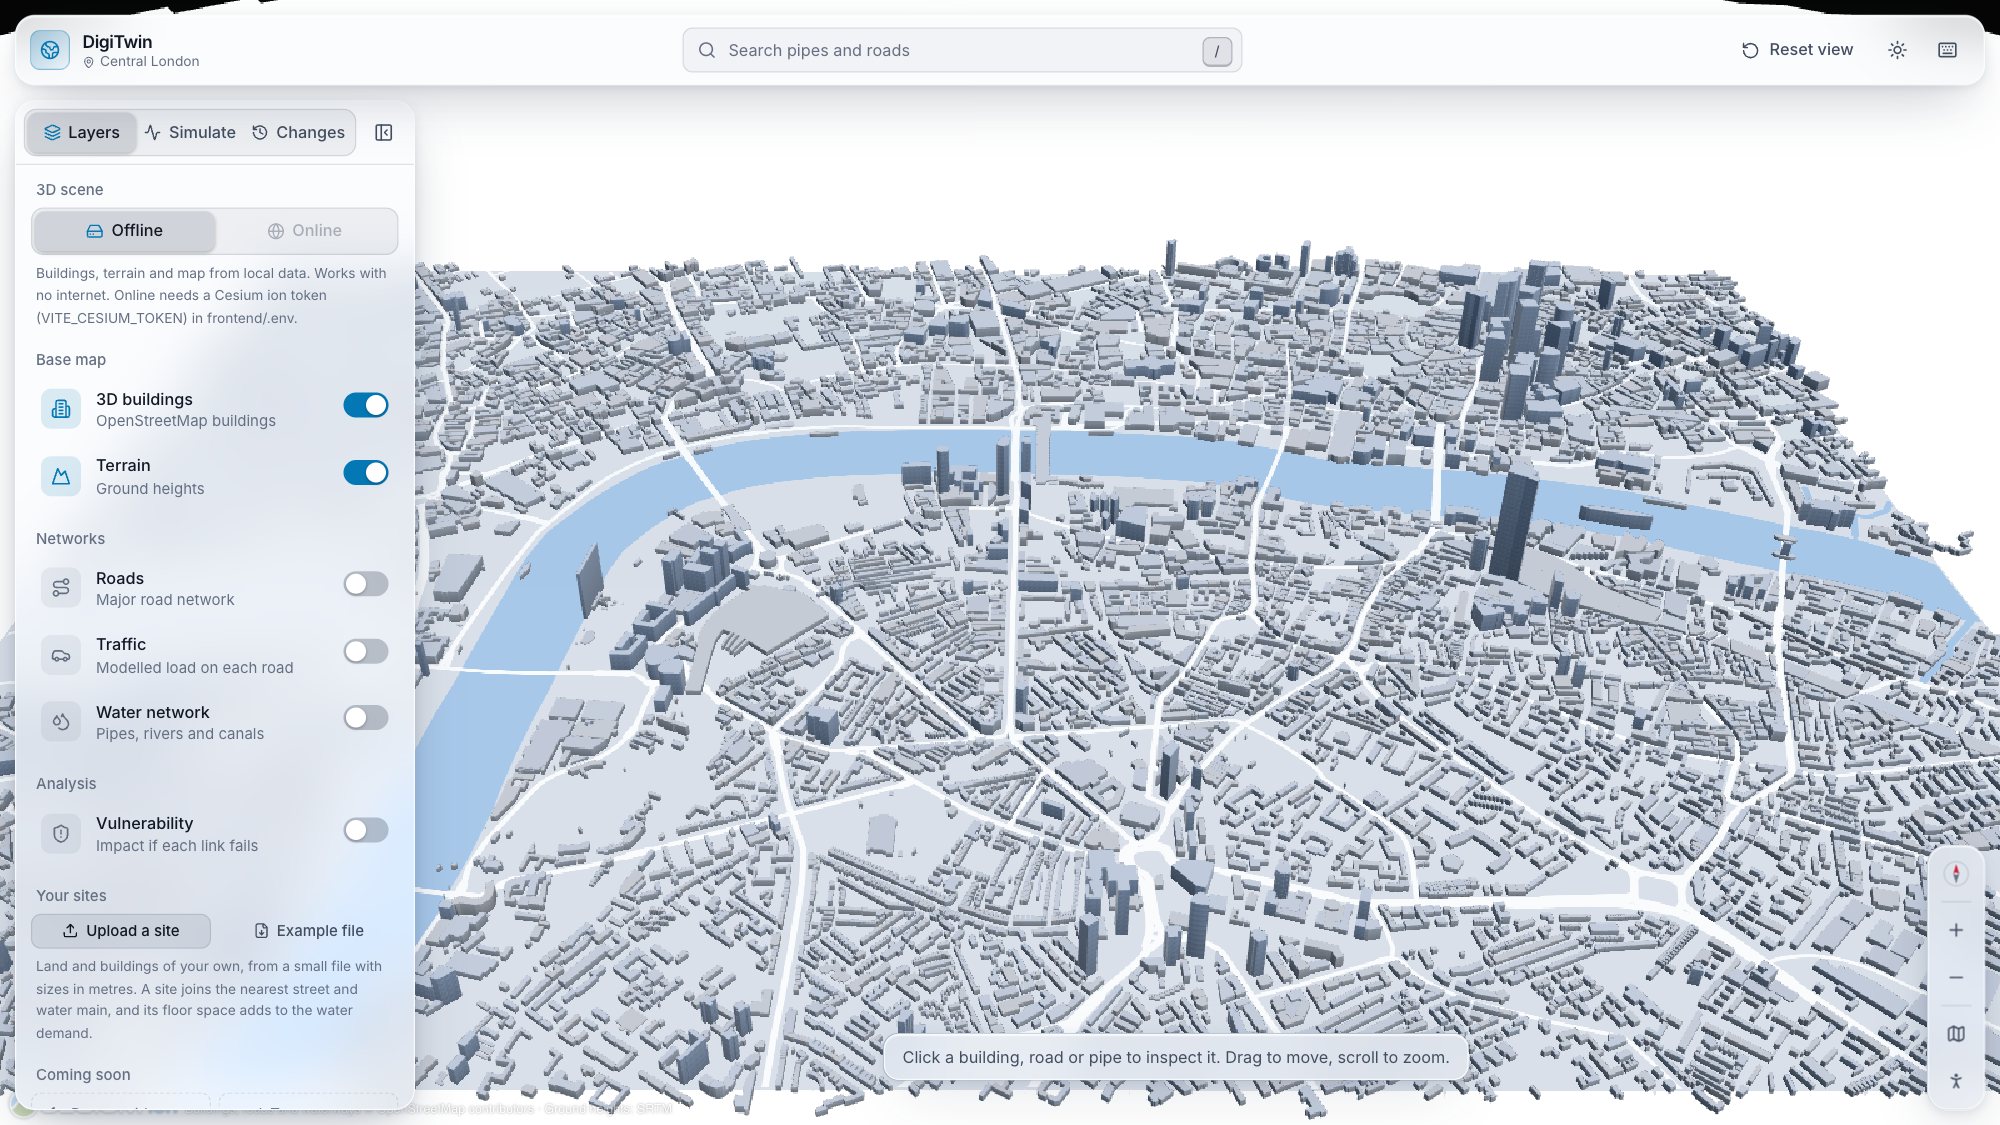 DigiTwin
Central London
Search pipes and roads
/
Reset view
Layers
Simulate
Changes
3D scene
Offline
Online
Buildings, terrain and map from local data. Works with
no internet. Online needs a Cesium ion token
(VITE_CESIUM_TOKEN) in frontend/.env.
Base map
3D buildings
OpenStreetMap buildings
Terrain
Ground heights
Networks
Roads
Major road network
Traffic
Modelled load on each road
Water network
Pipes, rivers and canals
Analysis
Vulnerability
Impact if each link fails
Your sites
Upload a site
Example file
Land and buildings of your own, from a small file with
sizes in metres. A site joins the nearest street and
water main, and its floor space adds to the water
demand.
Coming soon
Click a building, road or pipe to inspect it. Drag to move, scroll to zoom.
StreetMap contributors · Ground heights: SRTM